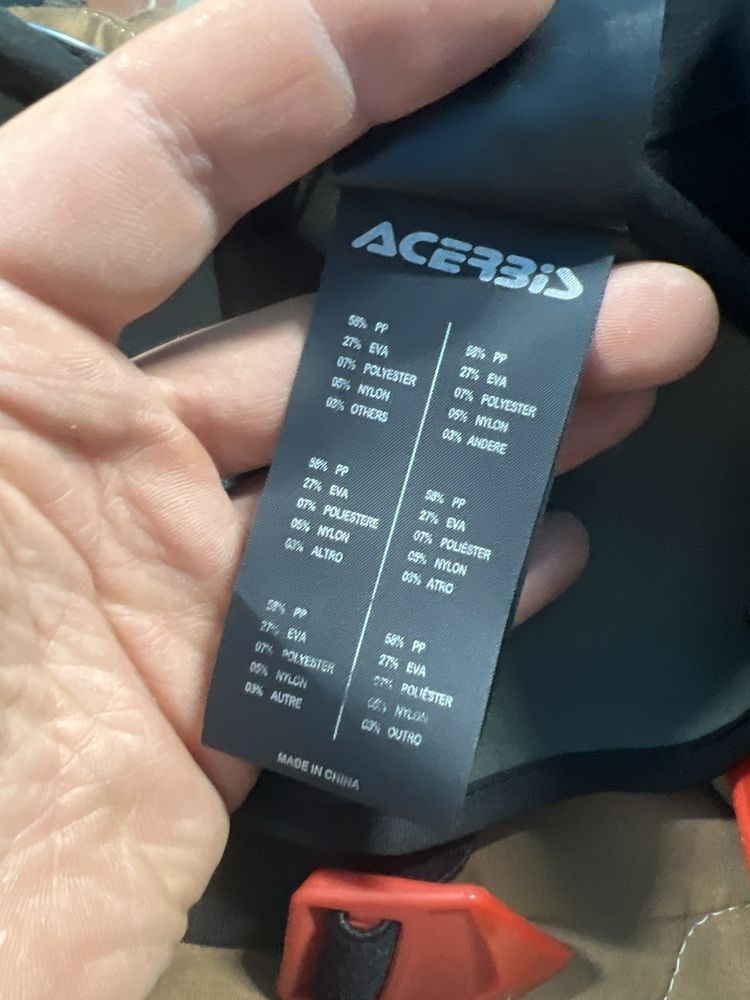 ACERBIS
58% PP
27% EVA
07% POLYESTER
05% NYLON
03% OTHERS
58% PP
27% EVA
07% POLYESTER
05% NYLON
03% ANDERE
58% PP
27% EVA
07% POLIESTERE
05% NYLON
03% ALTRO
58% PP
27% EVA
07% POLIÉSTER
05% NYLON
03% ATRO
58% PP
27% EVA
07% POLYESTER
05% NYLON
03% AUTRE
58% PP
27% EVA
07% POLIÉSTER
05% NYLON
03% OUTRO
MADE IN CHINA